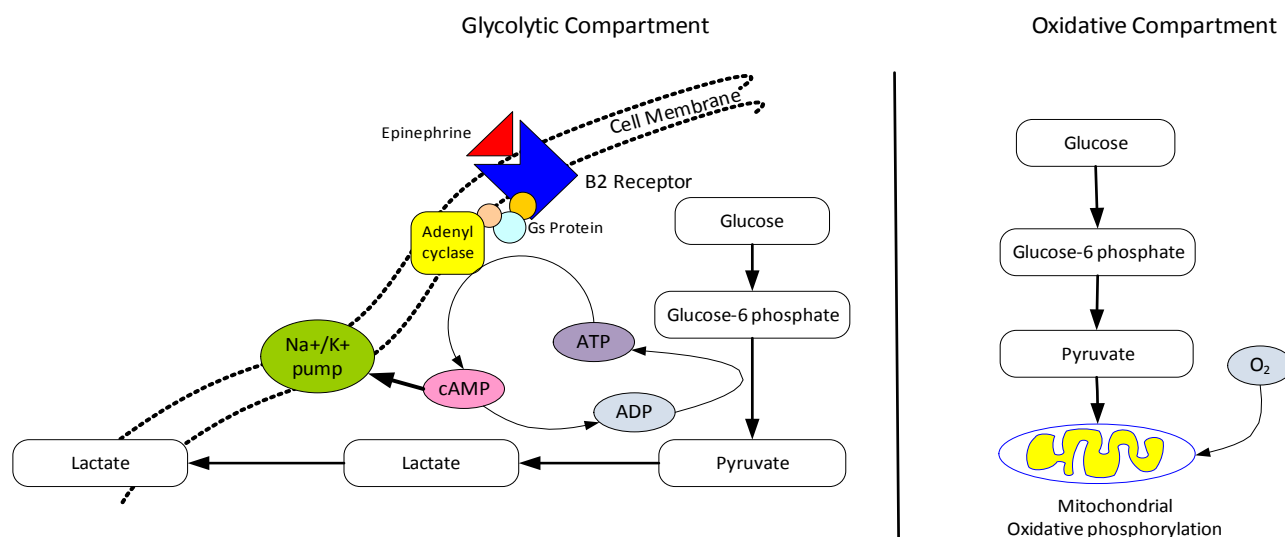 Glycolytic Compartment
Oxidative Compartment
Cell Membrane
Epinephrine
B2 Receptor
Gs Protein
Adenyl
cyclase
Glucose
Glucose-6 phosphate
ATP
Na+/K+
pump
cAMP
ADP
Lactate
Lactate
Pyruvate
Glucose
Glucose-6 phosphate
Pyruvate
O2
Mitochondrial
Oxidative phosphorylation